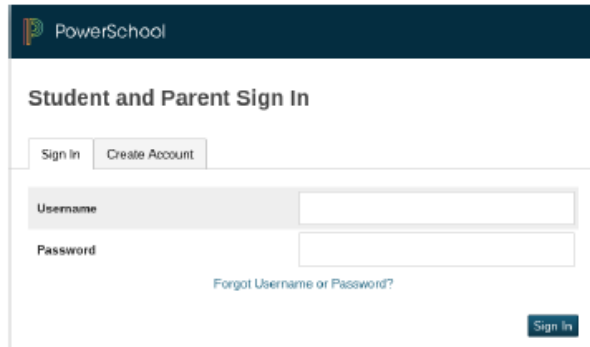 PowerSchool
Student and Parent Sign In
Sign In
Create Account
Username
Password
Forgot Username or Password?
Sign In